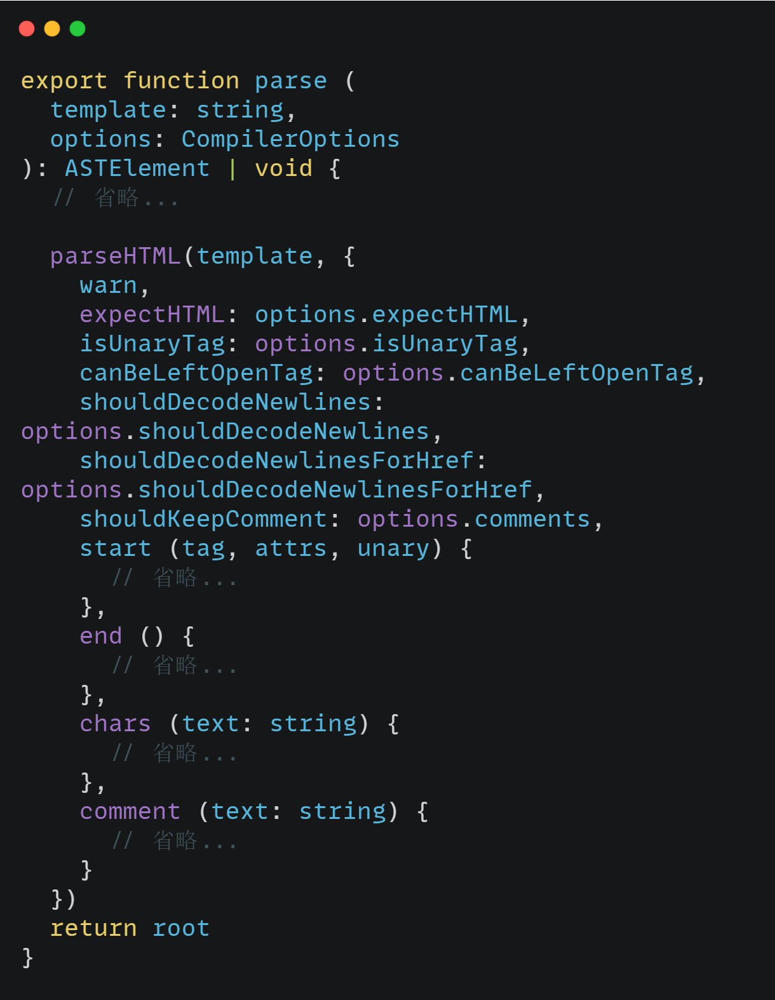 export function parse (
  template: string,
  options: CompilerOptions
): ASTElement | void {
  // 省略...

  parseHTML(template, {
    warn,
    expectHTML: options.expectHTML,
    isUnaryTag: options.isUnaryTag,
    canBeLeftOpenTag: options.canBeLeftOpenTag,
    shouldDecodeNewlines:
options.shouldDecodeNewlines,
    shouldDecodeNewlinesForHref:
options.shouldDecodeNewlinesForHref,
    shouldKeepComment: options.comments,
    start (tag, attrs, unary) {
      // 省略...
    },
    end () {
      // 省略...
    },
    chars (text: string) {
      // 省略...
    },
    comment (text: string) {
      // 省略...
    }
  })
  return root
}